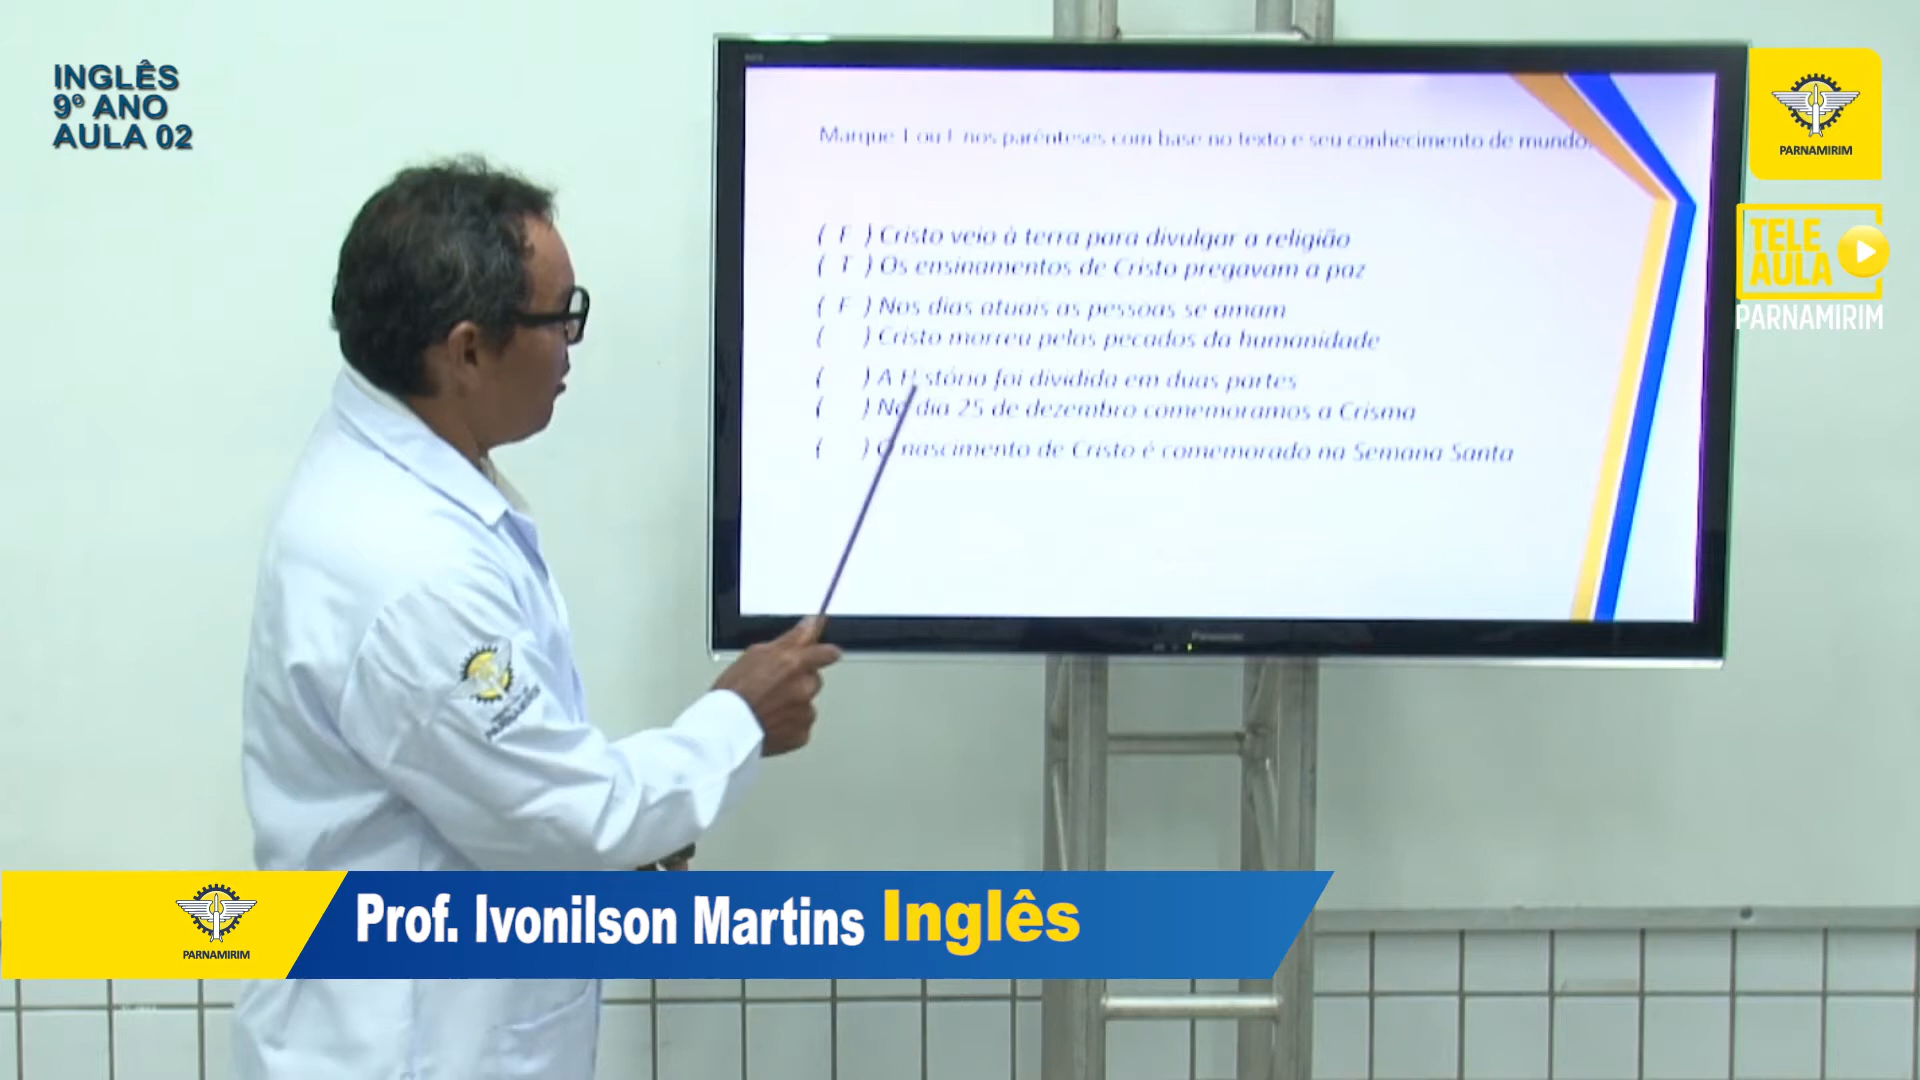 INGLÊS
9º ANO
AULA 02
Marque T ou F nos parênteses com base no texto e seu conhecimento de mundo.
( F ) Cristo veio à terra para divulgar a religião
( T ) Os ensinamentos de Cristo pregavam a paz
( F ) Nos dias atuais as pessoas se amam
( ) Cristo morreu pelos pecados da humanidade
( ) A História foi dividida em duas partes
( ) No dia 25 de dezembro comemoramos a Crisma
( ) O nascimento de Cristo é comemorado na Semana Santa
Panasonic
PARNAMIRIM
TELE
AULA
PARNAMIRIM
PARNAMIRIM
Prof. Ivonilson Martins Inglês